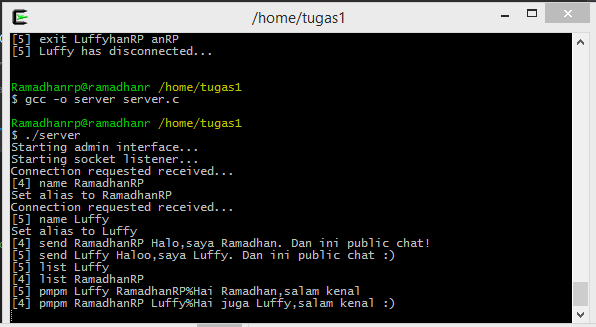 /home/tugas1
[5] exit LuffyhanRP anRP
[5] Luffy has disconnected...
Ramadhanrp@ramadhanr /home/tugas1
$ gcc -o server server.c
Ramadhanrp@ramadhanr /home/tugas1
$ ./server
Starting admin interface...
Starting socket listener...
Connection requested received...
[4] name RamadhanRP
Set alias to RamadhanRP
Connection requested received...
[5] name Luffy
Set alias to Luffy
[4] send RamadhanRP Halo,saya Ramadhan. Dan ini public chat!
[5] send Luffy Haloo,saya Luffy. Dan ini public chat :)
[5] list Luffy
[4] list RamadhanRP
[5] pmpm Luffy RamadhanRP%Hai Ramadhan,salam kenal
[4] pmpm RamadhanRP Luffy%Hai juga Luffy,salam kenal :)